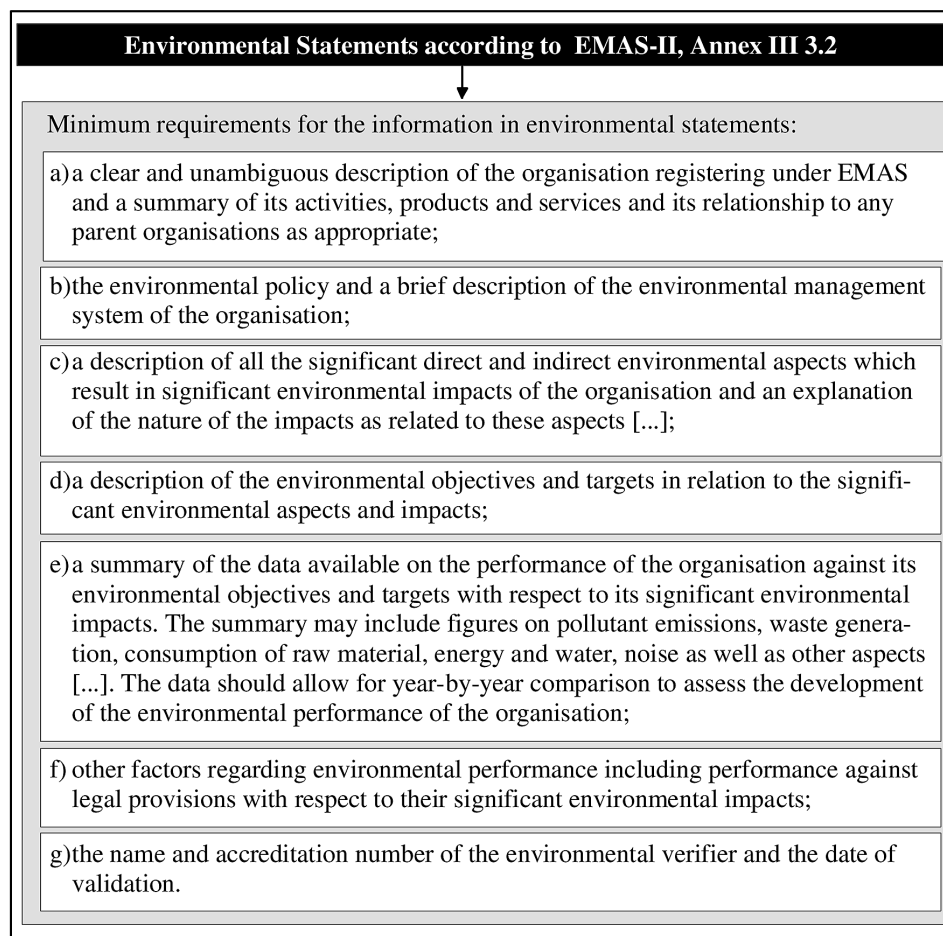 Environmental Statements according to EMAS-II, Annex III 3.2
Minimum requirements for the information in environmental statements:
a) a clear and unambiguous description of the organisation registering under EMAS
and a summary of its activities, products and services and its relationship to any
parent organisations as appropriate;
b) the environmental policy and a brief description of the environmental management
system of the organisation;
c) a description of all the significant direct and indirect environmental aspects which
result in significant environmental impacts of the organisation and an explanation
of the nature of the impacts as related to these aspects [...];
d) a description of the environmental objectives and targets in relation to the signifi-
cant environmental aspects and impacts;
e) a summary of the data available on the performance of the organisation against its
environmental objectives and targets with respect to its significant environmental
impacts. The summary may include figures on pollutant emissions, waste genera-
tion, consumption of raw material, energy and water, noise as well as other aspects
[...]. The data should allow for year-by-year comparison to assess the development
of the environmental performance of the organisation;
f) other factors regarding environmental performance including performance against
legal provisions with respect to their significant environmental impacts;
g) the name and accreditation number of the environmental verifier and the date of
validation.